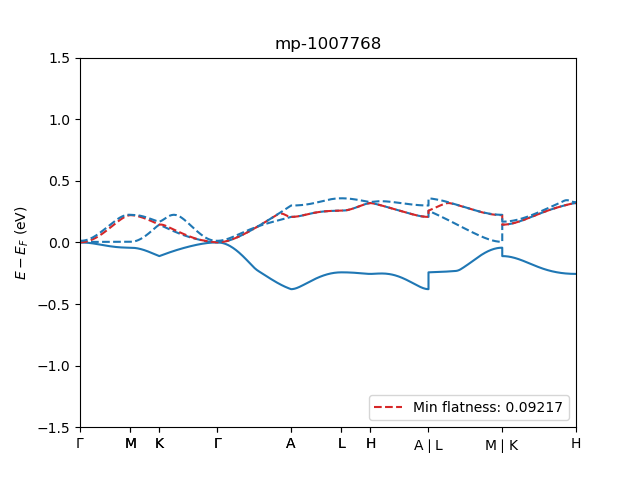 mp-1007768
1.5
1.0
0.5
0.0
−0.5
−1.0
−1.5
E − E_F (eV)
Min flatness: 0.09217
Γ M K Γ A L H A | L M | K H